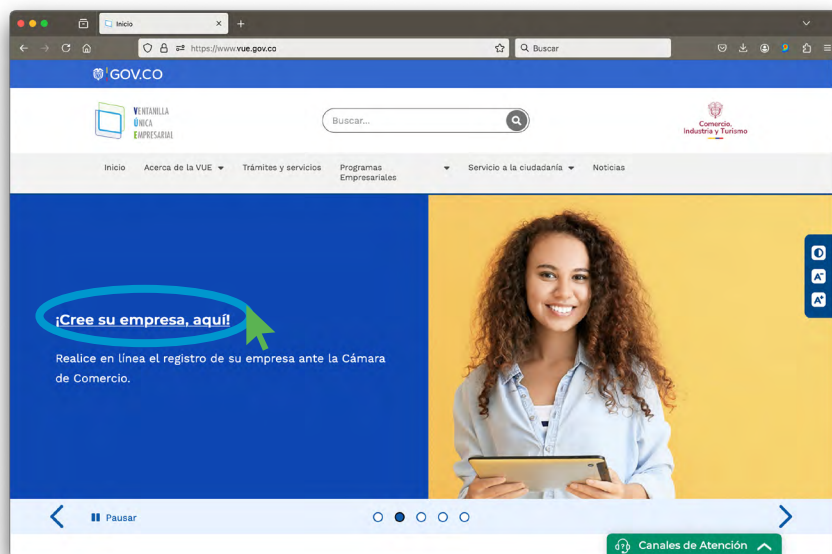 Inicio
https://www.vue.gov.co
Buscar
GOV.CO
VENTANILLA
ÚNICA
EMPRESARIAL
Buscar...
Comercio,
Industria y Turismo
Inicio
Acerca de la VUE
Trámites y servicios
Programas
Empresariales
Servicio a la ciudadanía
Noticias
¡Cree su empresa, aquí!
Realice en línea el registro de su empresa ante la Cámara
de Comercio.
A-
A+
Pausar
Canales de Atención